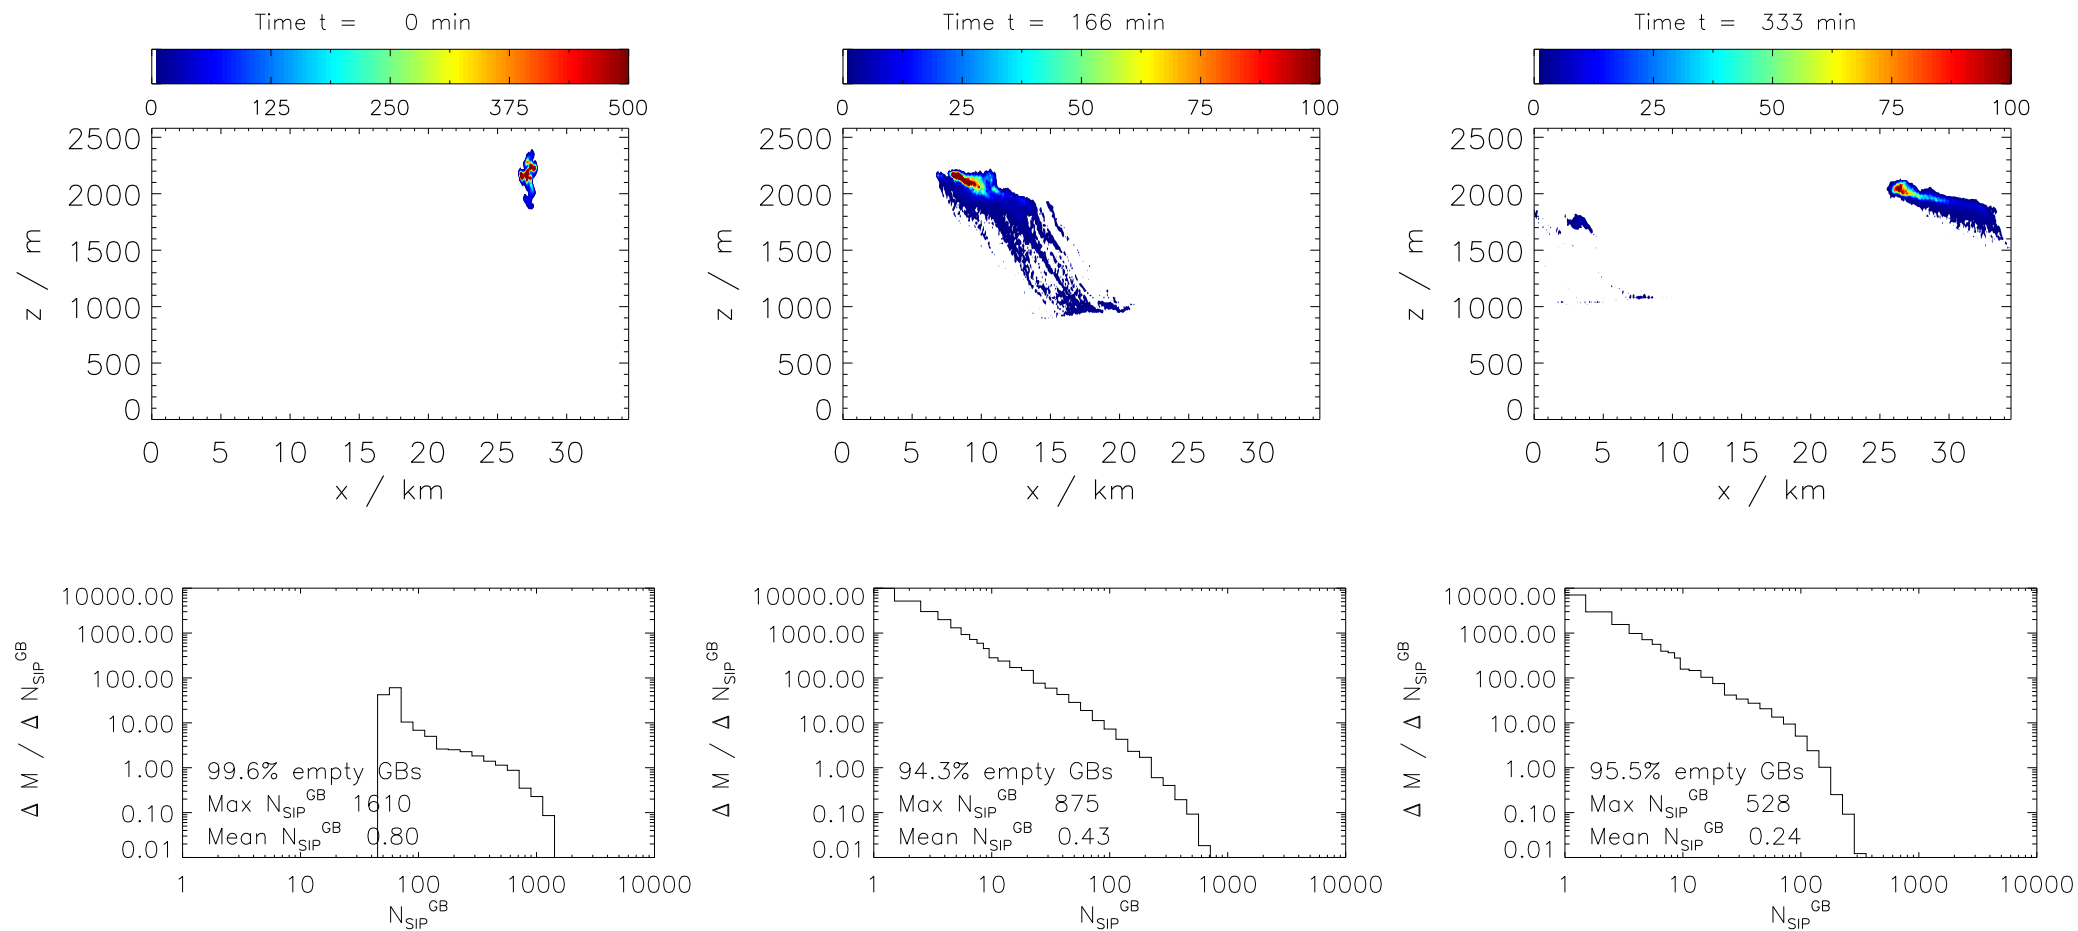 Time t = 0 min
0 125 250 375 500
2500
2000
1500
1000
500
0
z / m
0 5 10 15 20 25 30
x / km
Time t = 166 min
0 25 50 75 100
2500
2000
1500
1000
500
0
z / m
0 5 10 15 20 25 30
x / km
Time t = 333 min
0 25 50 75 100
2500
2000
1500
1000
500
0
z / m
0 5 10 15 20 25 30
x / km
10000.00
1000.00
100.00
10.00
1.00
0.10
0.01
Δ M / Δ N_SIP^GB
99.6% empty GBs
Max N_SIP^GB 1610
Mean N_SIP^GB 0.80
1 10 100 1000 10000
N_SIP^GB
10000.00
1000.00
100.00
10.00
1.00
0.10
0.01
Δ M / Δ N_SIP^GB
94.3% empty GBs
Max N_SIP^GB 875
Mean N_SIP^GB 0.43
1 10 100 1000 10000
N_SIP^GB
10000.00
1000.00
100.00
10.00
1.00
0.10
0.01
Δ M / Δ N_SIP^GB
95.5% empty GBs
Max N_SIP^GB 528
Mean N_SIP^GB 0.24
1 10 100 1000 10000
N_SIP^GB